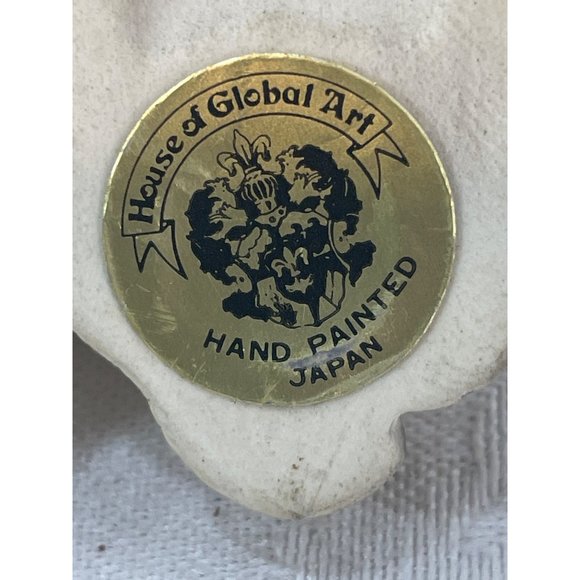 House of Global Art
HAND PAINTED
JAPAN